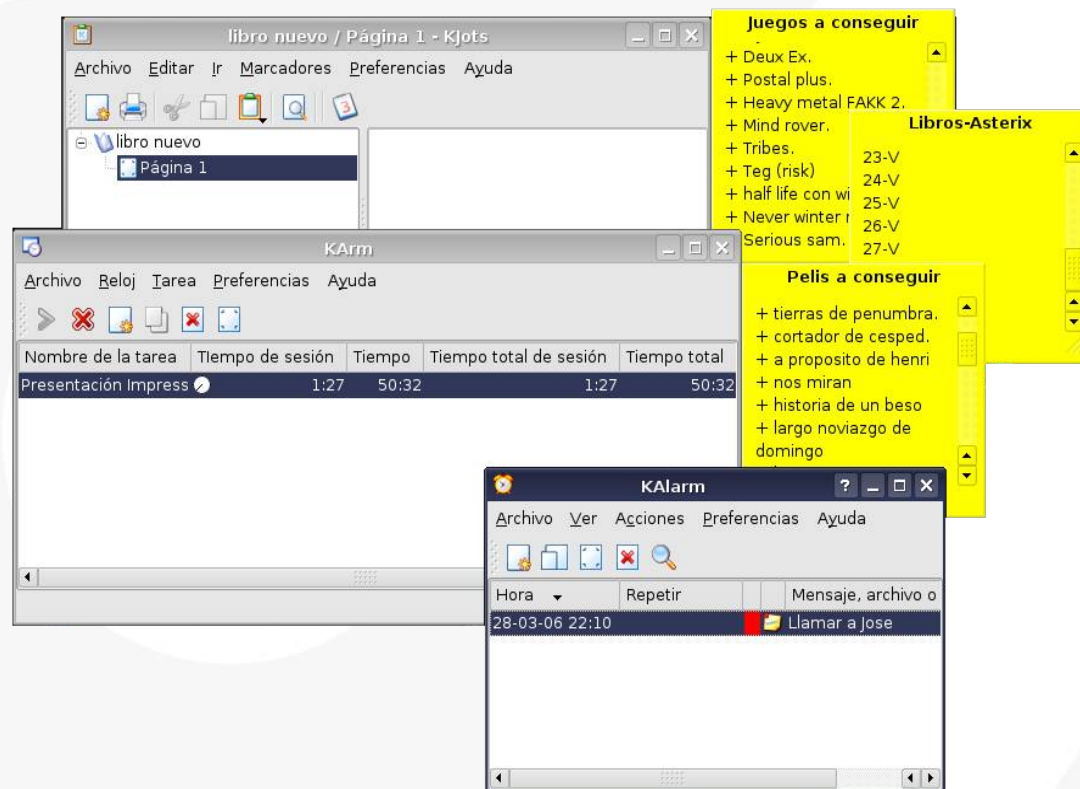 libro nuevo / Página 1 - KJots
Archivo Editar Ir Marcadores Preferencias Ayuda
3
libro nuevo
Página 1
Juegos a conseguir
+ Deux Ex.
+ Postal plus.
+ Heavy metal FAKK 2.
+ Mind rover.
+ Tribes.
+ Teg (risk)
+ half life con
+ Never winter
Serious sam.
Libros-Asterix
23-V
24-V
25-V
26-V
27-V
KArm
Archivo Reloj Tarea Preferencias Ayuda
Nombre de la tarea TIempo de sesión Tiempo Tiempo total de sesión Tiempo total
Presentación Impress 1:27 50:32 1:27 50:32
Pelis a conseguir
+ tierras de penumbra.
+ cortador de cesped.
+ a proposito de henri
+ nos miran
+ historia de un beso
+ largo noviazgo de
domingo
KAlarm
Archivo Ver Acciones Preferencias Ayuda
Hora Repetir Mensaje, archivo o
28-03-06 22:10 Llamar a Jose